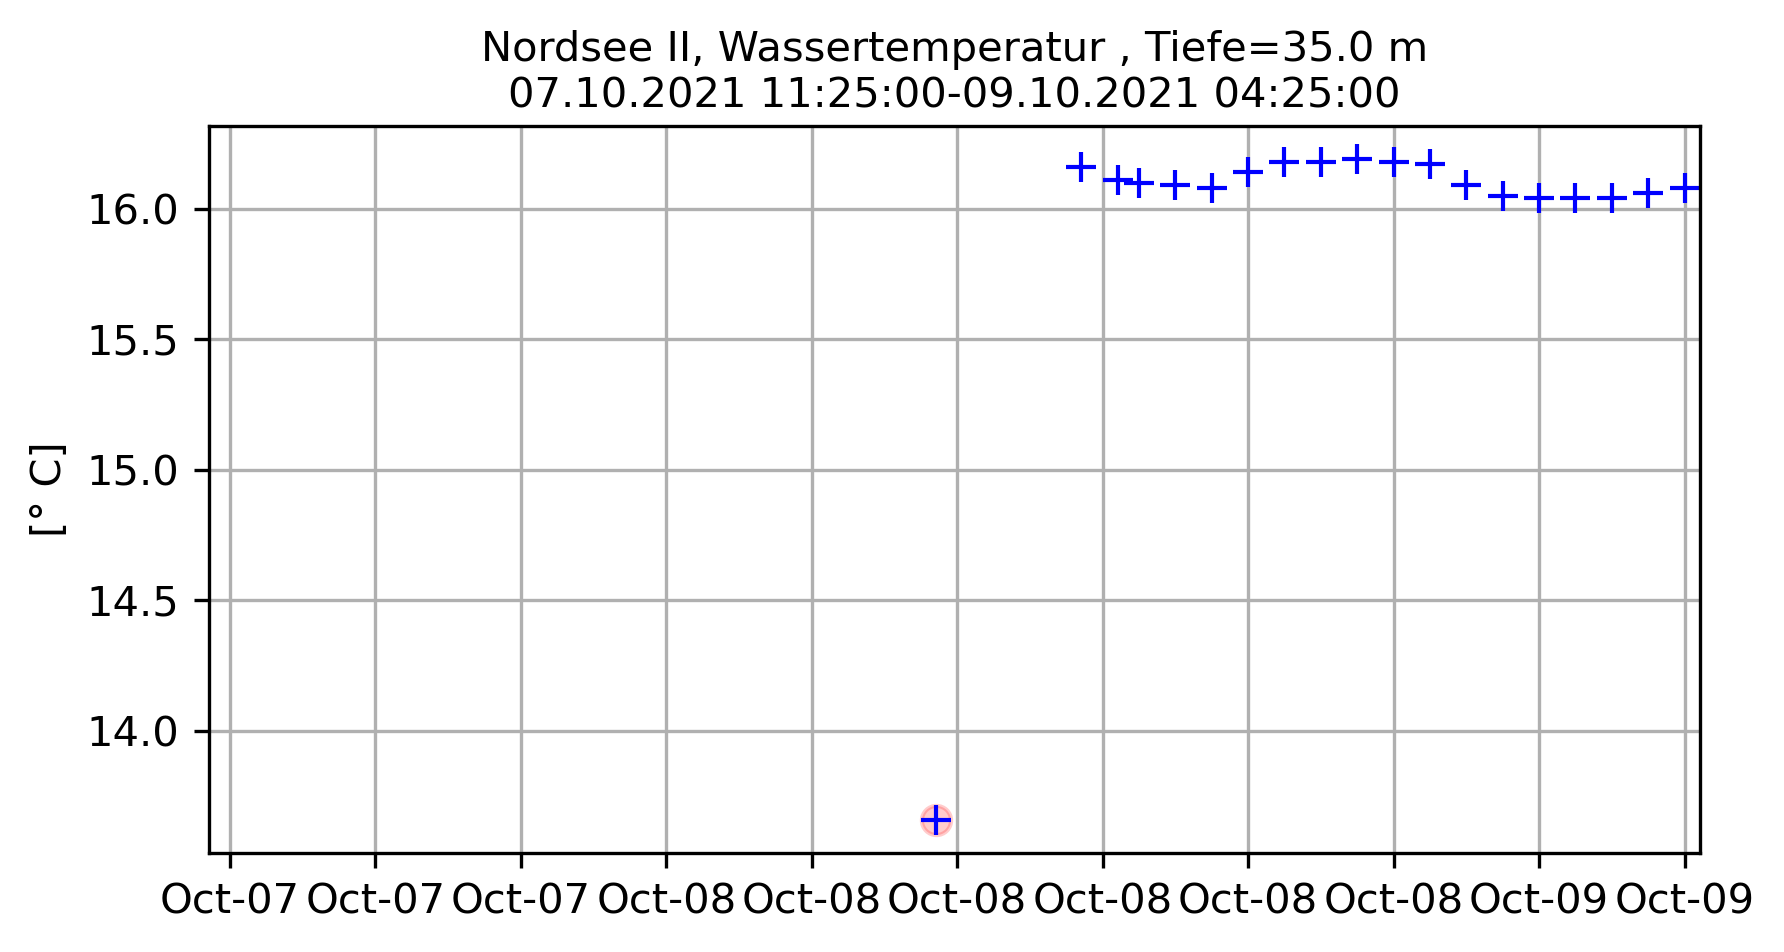 Nordsee II, Wassertemperatur , Tiefe=35.0 m
07.10.2021 11:25:00-09.10.2021 04:25:00
[° C]
16.0
15.5
15.0
14.5
14.0
Oct-07 Oct-07 Oct-07 Oct-08 Oct-08 Oct-08 Oct-08 Oct-08 Oct-08 Oct-09 Oct-09